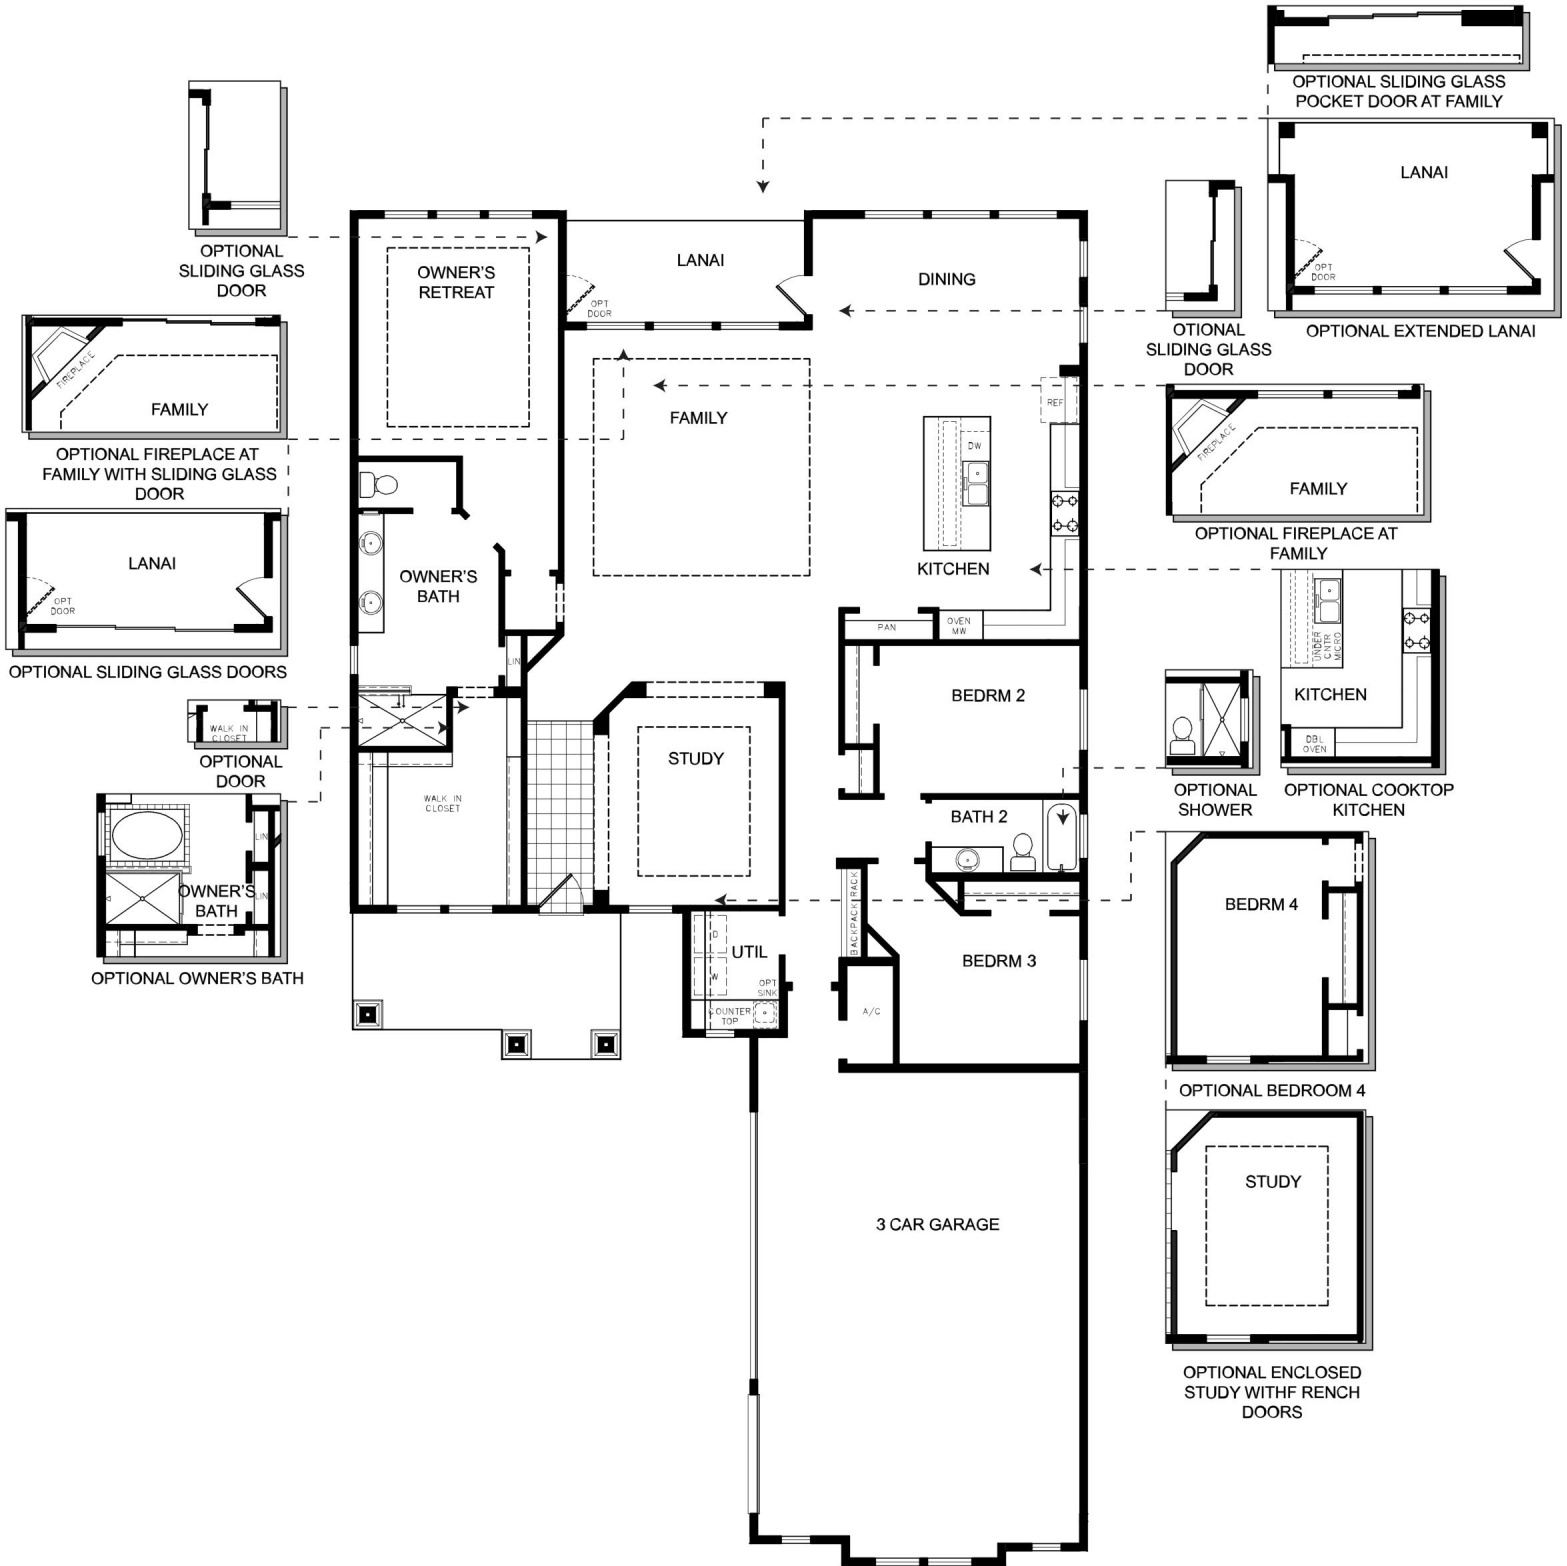 OPTIONAL SLIDING GLASS
POCKET DOOR AT FAMILY
LANAI
OPT
DOOR
OPTIONAL EXTENDED LANAI
OPTIONAL
SLIDING GLASS
DOOR
OTIONAL
SLIDING GLASS
DOOR
FIREPLACE
FAMILY
OPTIONAL FIREPLACE AT
FAMILY WITH SLIDING GLASS
DOOR
LANAI
OPT
DOOR
OPTIONAL SLIDING GLASS DOORS
WALK IN
CLOSET
OPTIONAL
DOOR
LIN
OWNER'S
BATH
LIN
OPTIONAL OWNER'S BATH
OWNER'S
RETREAT
LANAI
OPT
DOOR
DINING
FAMILY
REF
DW
KITCHEN
OWNER'S
BATH
PAN
OVEN
MW
LIN
BEDRM 2
STUDY
WALK IN
CLOSET
BATH 2
BACKPACK RACK
D
W
UTIL
OPT
SINK
COUNTER
TOP
BEDRM 3
A/C
3 CAR GARAGE
FIREPLACE
FAMILY
OPTIONAL FIREPLACE AT
FAMILY
UNDER
CNTR
MICRO
KITCHEN
DBL
OVEN
OPTIONAL COOKTOP
KITCHEN
OPTIONAL
SHOWER
BEDRM 4
OPTIONAL BEDROOM 4
STUDY
OPTIONAL ENCLOSED
STUDY WITHF RENCH
DOORS